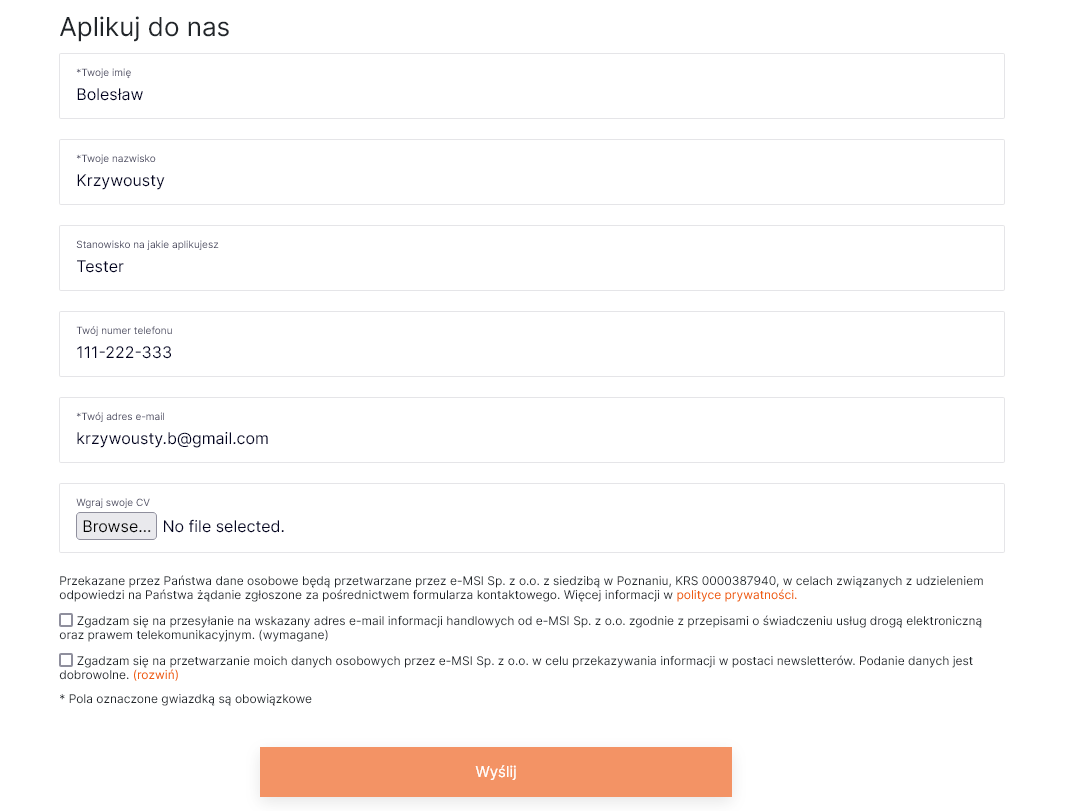 Aplikuj do nas
*Twoje imię
Bolesław
*Twoje nazwisko
Krzywousty
Stanowisko na jakie aplikujesz
Tester
Twój numer telefonu
111-222-333
*Twój adres e-mail
krzywousty.b@gmail.com
Wgraj swoje CV
Browse... No file selected.
Przekazane przez Państwa dane osobowe będą przetwarzane przez e-MSI Sp. z o.o. z siedzibą w Poznaniu, KRS 0000387940, w celach związanych z udzieleniem
odpowiedzi na Państwa żądanie zgłoszone za pośrednictwem formularza kontaktowego. Więcej informacji w polityce prywatności.
Zgadzam się na przesyłanie na wskazany adres e-mail informacji handlowych od e-MSI Sp. z o.o. zgodnie z przepisami o świadczeniu usług drogą elektroniczną
oraz prawem telekomunikacyjnym. (wymagane)
Zgadzam się na przetwarzanie moich danych osobowych przez e-MSI Sp. z o.o. w celu przekazywania informacji w postaci newsletterów. Podanie danych jest
dobrowolne. (rozwiń)
* Pola oznaczone gwiazdką są obowiązkowe
Wyślij